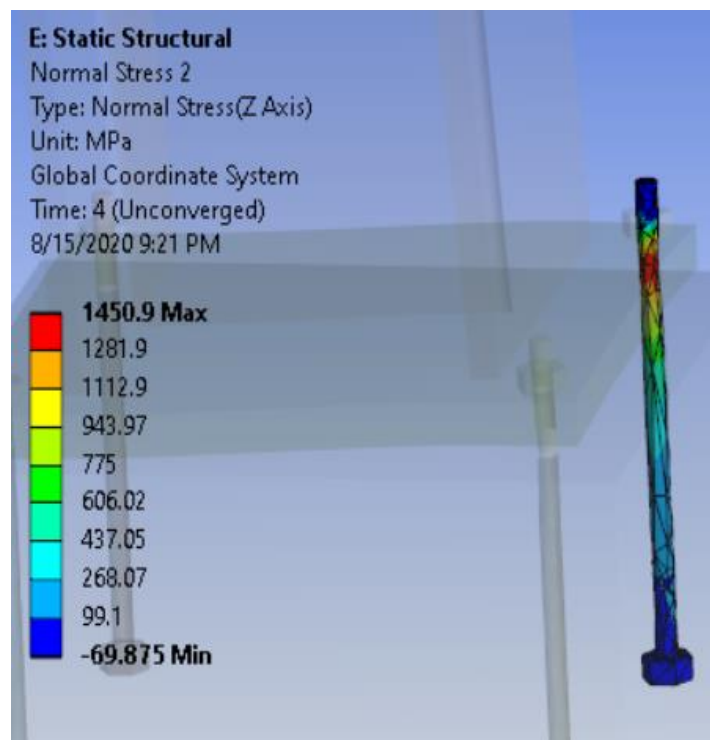 E: Static Structural
Normal Stress 2
Type: Normal Stress(Z Axis)
Unit: MPa
Global Coordinate System
Time: 4 (Unconverged)
8/15/2020 9:21 PM
1450.9 Max
1281.9
1112.9
943.97
775
606.02
437.05
268.07
99.1
-69.875 Min